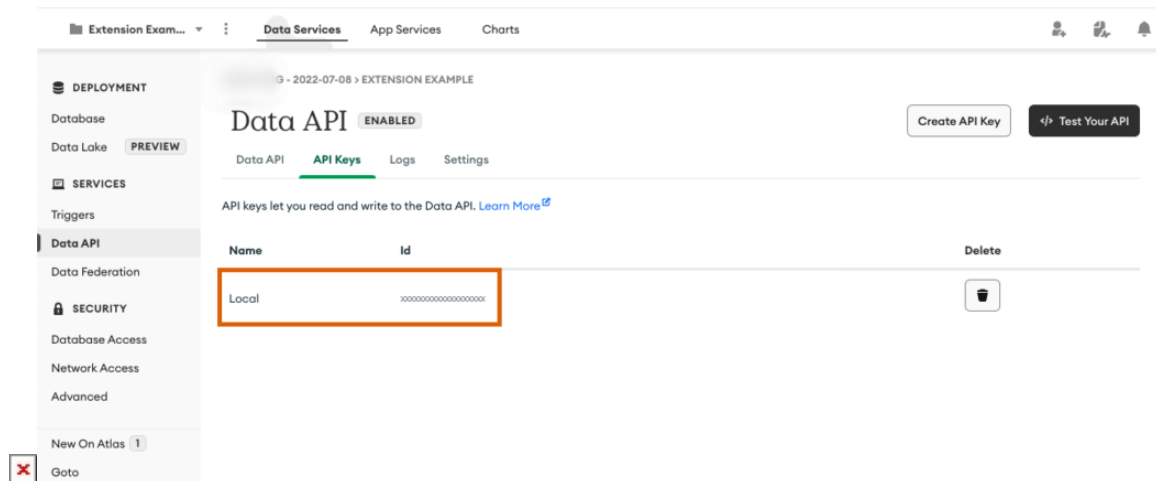 Extension Exam...
Data Services
App Services
Charts
DEPLOYMENT
Database
Data Lake PREVIEW
SERVICES
Triggers
Data API
Data Federation
SECURITY
Database Access
Network Access
Advanced
New On Atlas 1
Goto
G - 2022-07-08 > EXTENSION EXAMPLE
Data API ENABLED
Create API Key
</> Test Your API
Data API API Keys Logs Settings
API keys let you read and write to the Data API. Learn More
Name Id Delete
Local xxxxxxxxxxxxxxxxxxxx